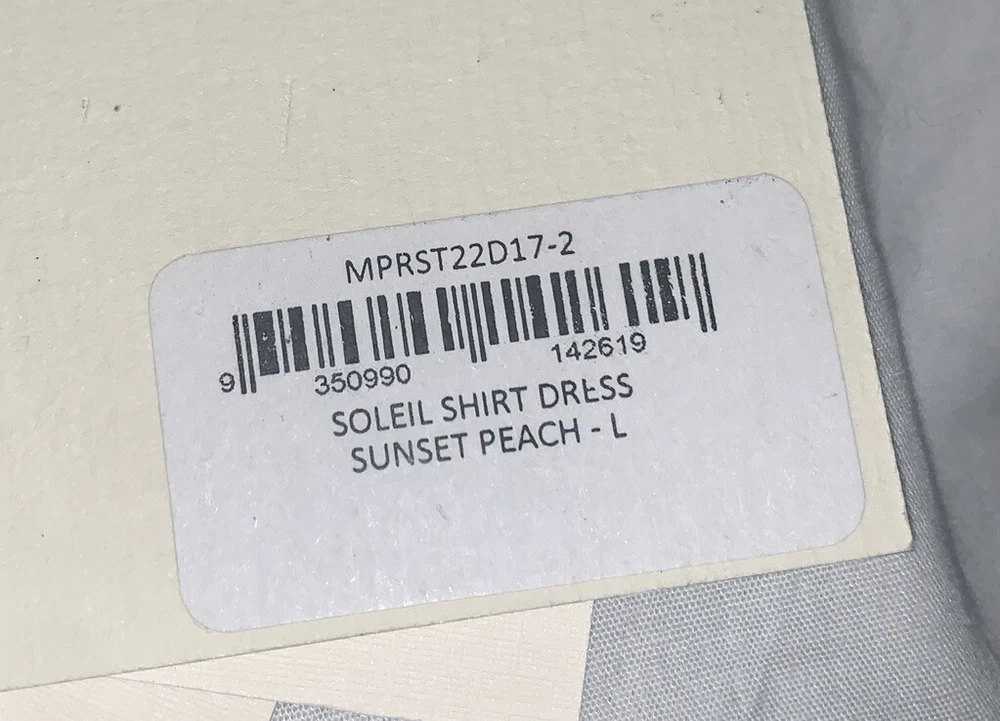 MPRST22D17-2
9 350990 142619
SOLEIL SHIRT DRESS
SUNSET PEACH - L